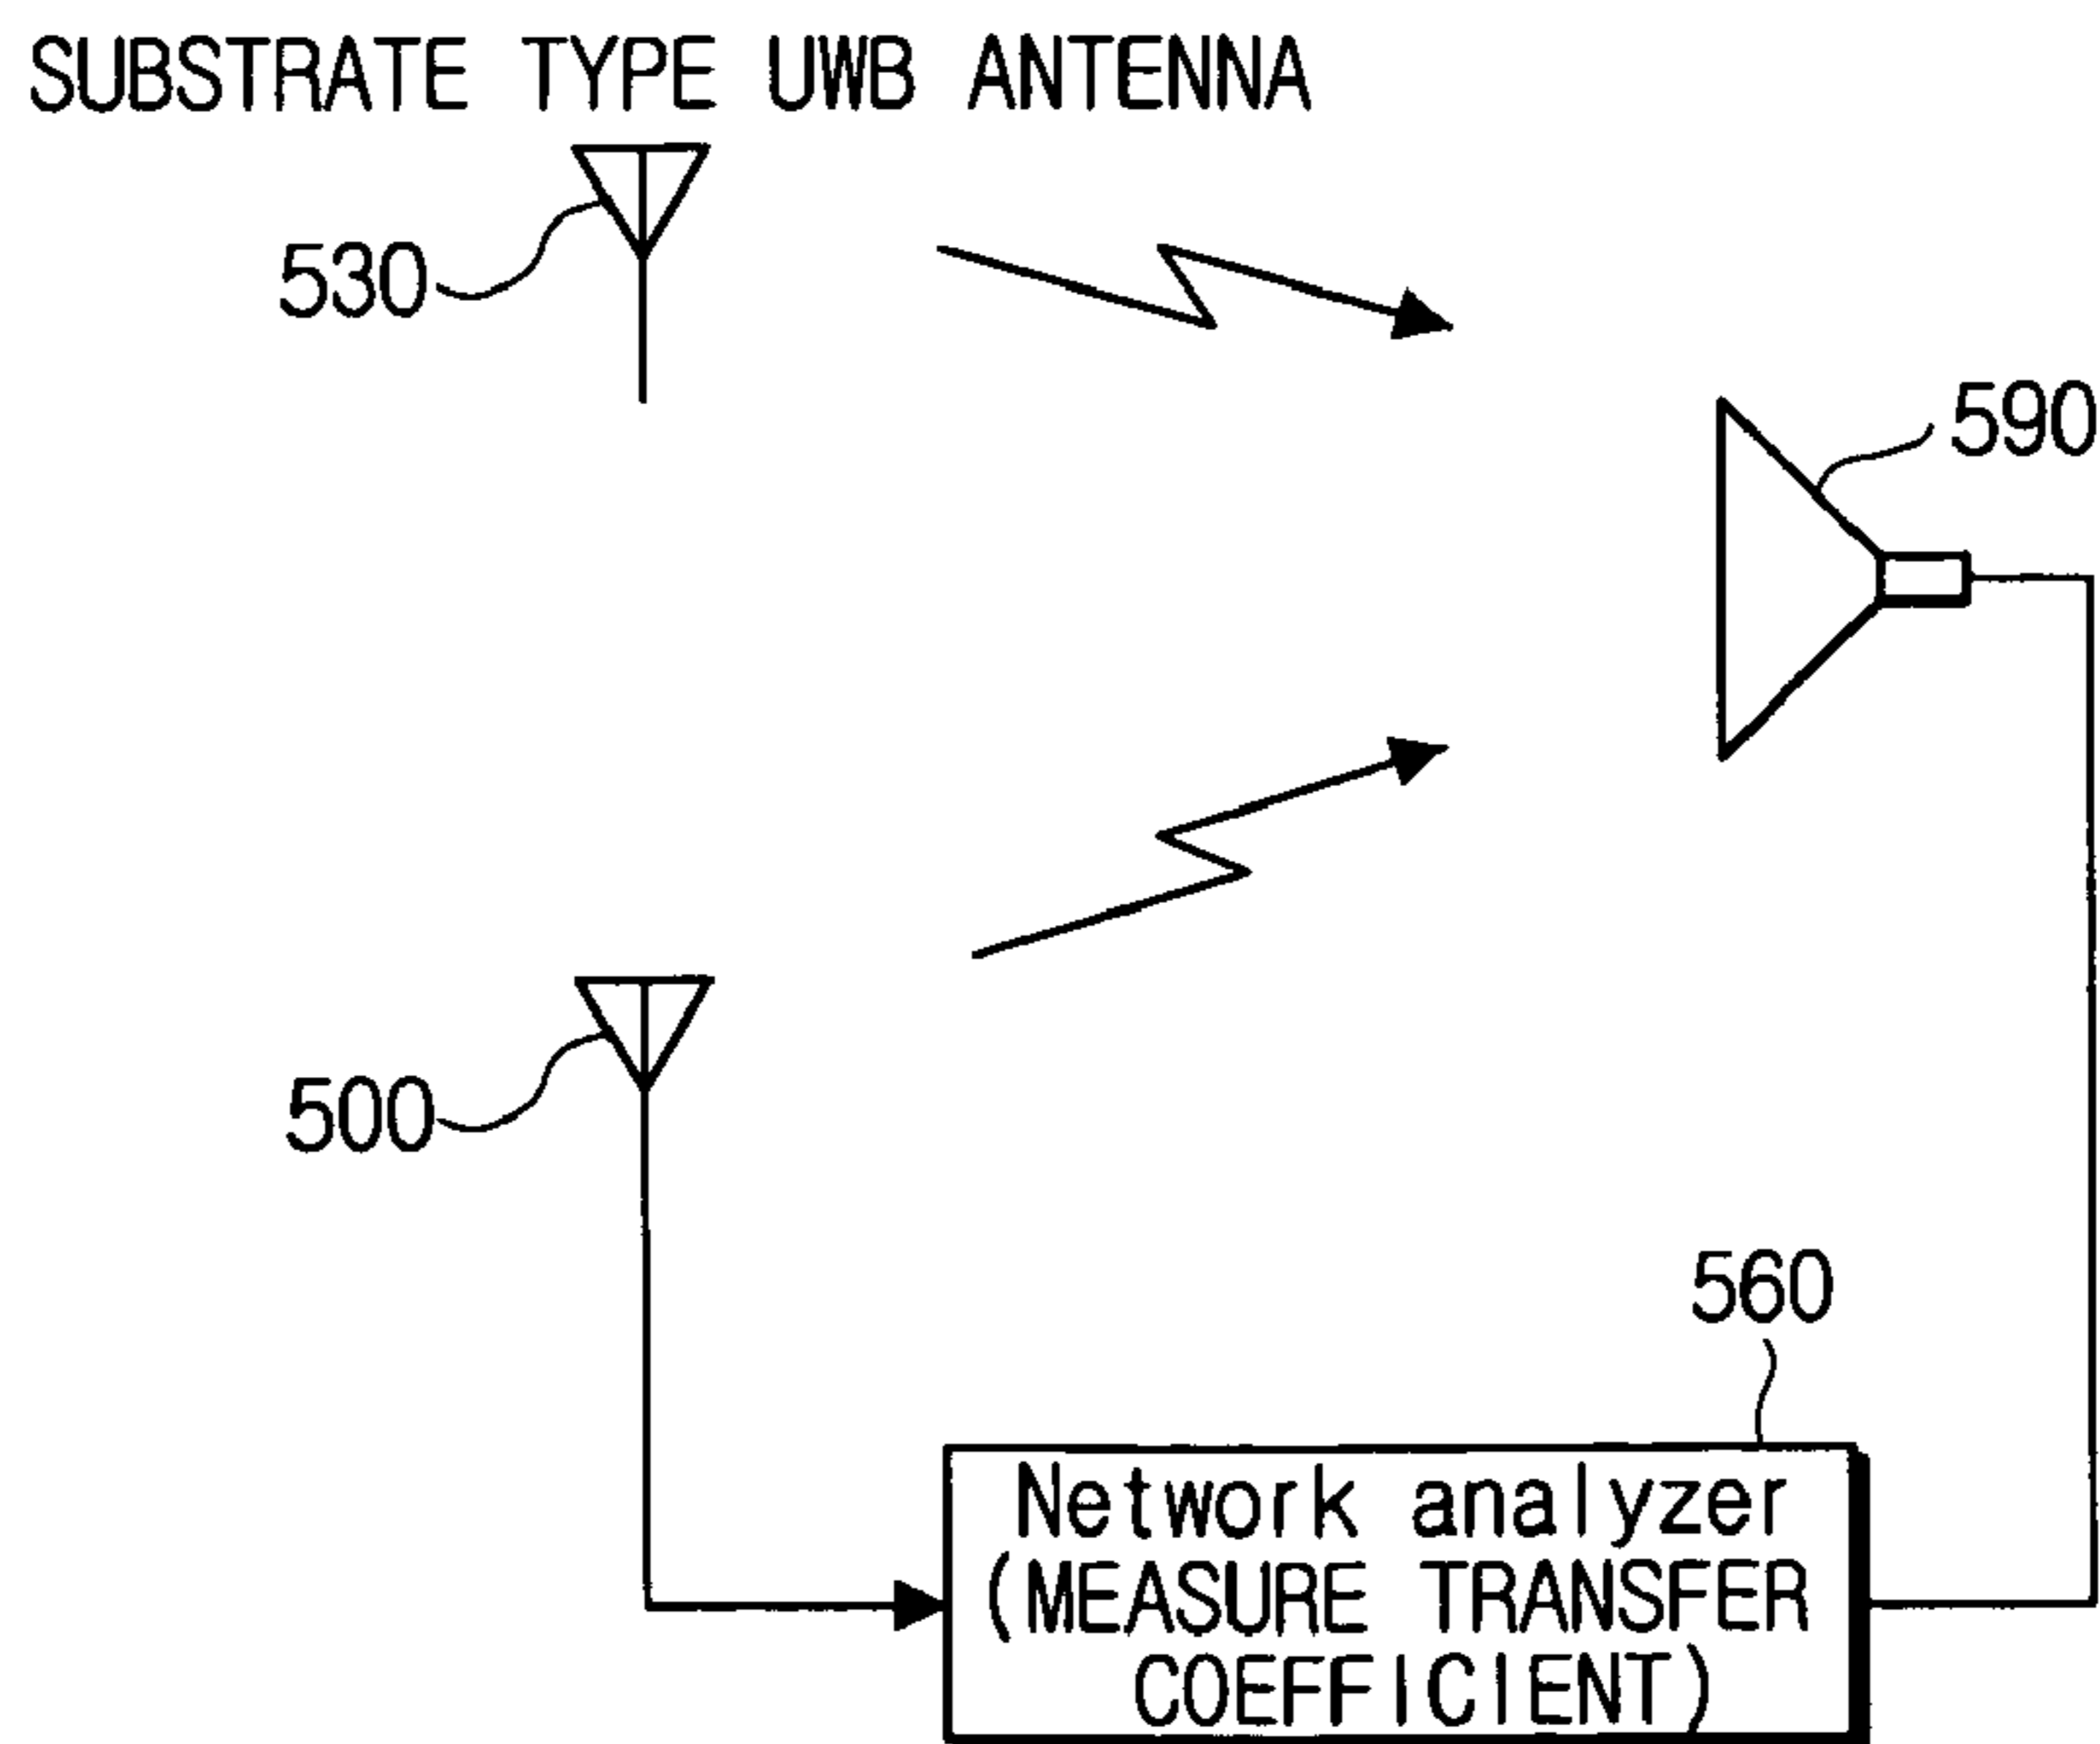 SUBSTRATE TYPE UWB ANTENNA
530
590
500
560
Network analyzer
(MEASURE TRANSFER
COEFFICIENT)